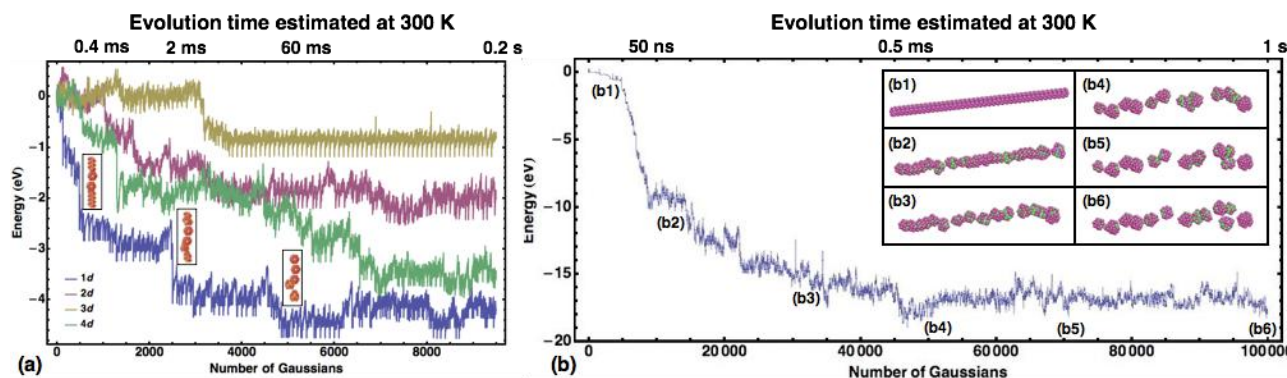 Evolution time estimated at 300 K
0.4 ms 2 ms 60 ms 0.2 s
0
−1
−2
−3
−4
Energy (eV)
1d
2d
3d
4d
(a)
0 2000 4000 6000 8000
Number of Gaussians
Evolution time estimated at 300 K
50 ns 0.5 ms 1 s
0
−5
−10
−15
−20
Energy (eV)
(b1)
(b2)
(b3)
(b4)
(b5)
(b6)
(b1) (b4)
(b2) (b5)
(b3) (b6)
(b)
0 20 000 40 000 60 000 80 000 100 000
Number of Gaussians